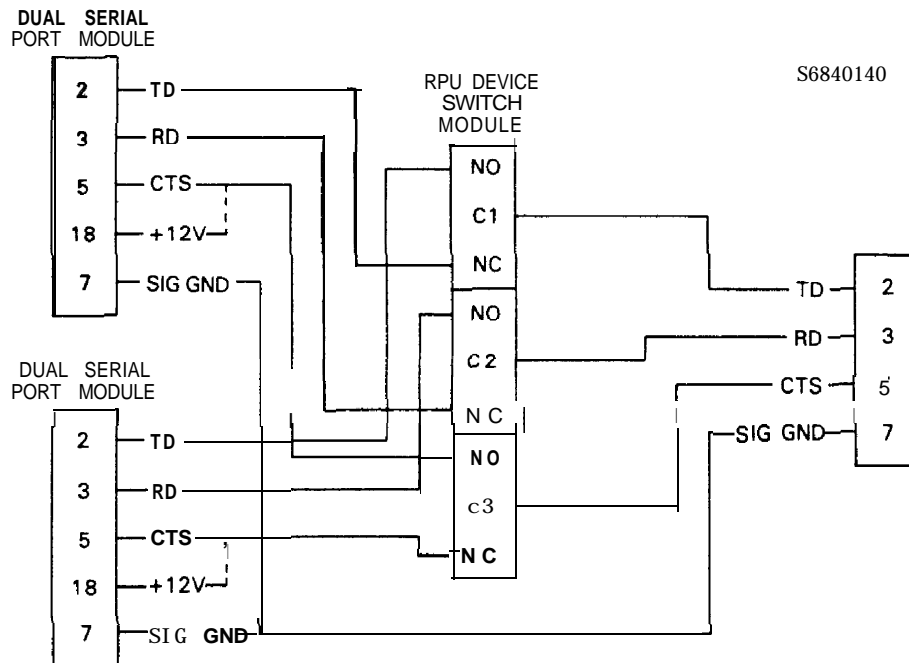 DUAL SERIAL
PORT MODULE
2 TD
3 RD
5 CTS
18 +12V
7 SIG GND
RPU DEVICE
SWITCH
MODULE
NO
C1
NC
NO
C2
NC
NO
c3
NC
S6840140
TD 2
RD 3
CTS 5
SIG GND 7
DUAL SERIAL
PORT MODULE
2 TD
3 RD
5 CTS
18 +12V
7 SIG GND